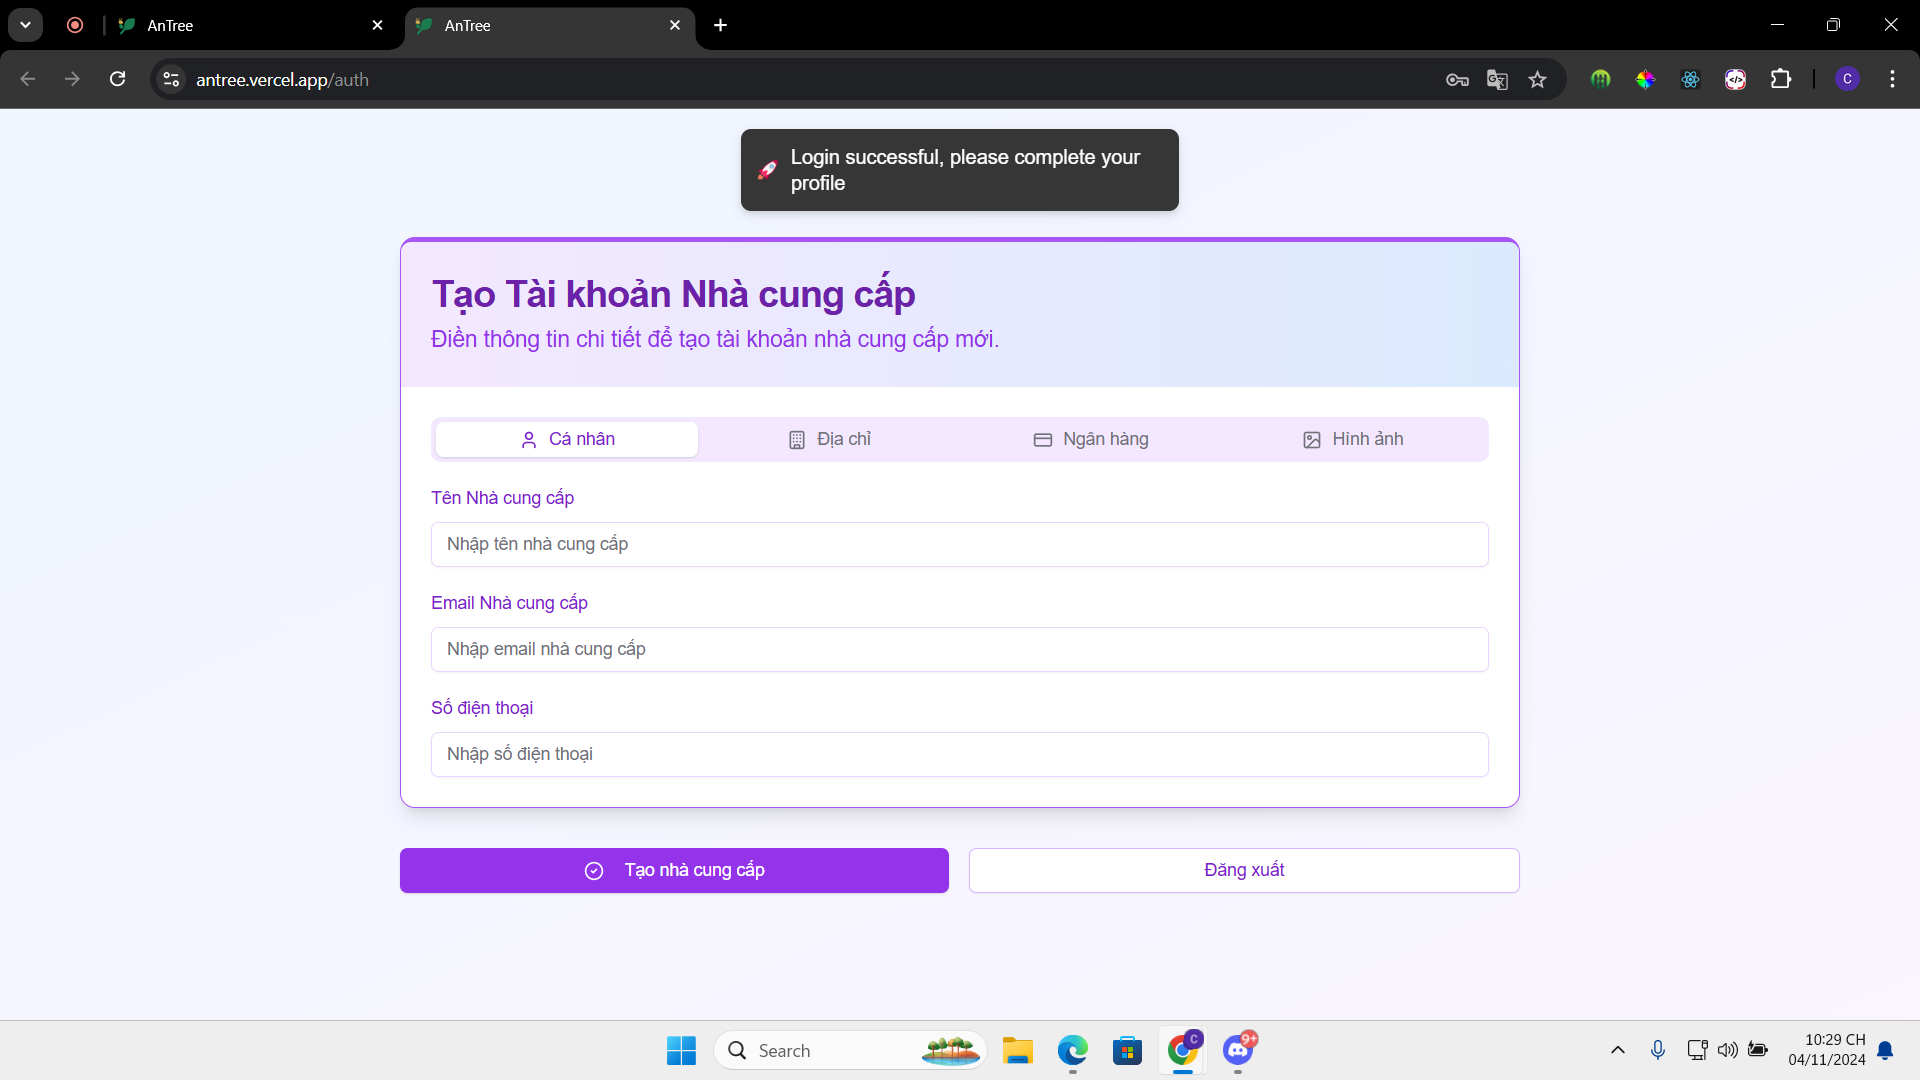 AnTree
AnTree
antree.vercel.app/auth
C
Login successful, please complete your
profile
Tạo Tài khoản Nhà cung cấp
Điền thông tin chi tiết để tạo tài khoản nhà cung cấp mới.
Cá nhân
Địa chỉ
Ngân hàng
Hình ảnh
Tên Nhà cung cấp
Nhập tên nhà cung cấp
Email Nhà cung cấp
Nhập email nhà cung cấp
Số điện thoại
Nhập số điện thoại
Tạo nhà cung cấp
Đăng xuất
Search
C
9+
10:29 CH
04/11/2024